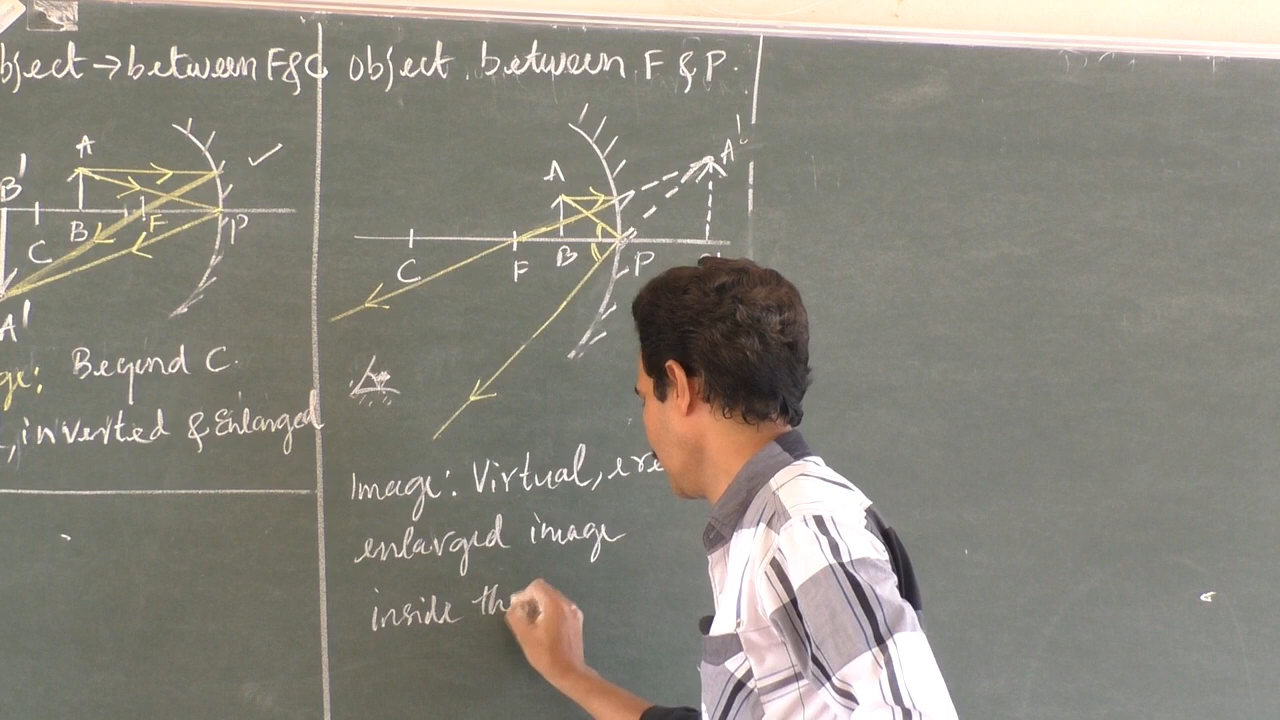 bject → between F&C
A
B'
C
B
F
P
A'
ge: Beyond C.
, inverted & Enlarged
object between F & P.
A
A'
C
F
B
P
Image: Virtual, ere
enlarged image
inside th